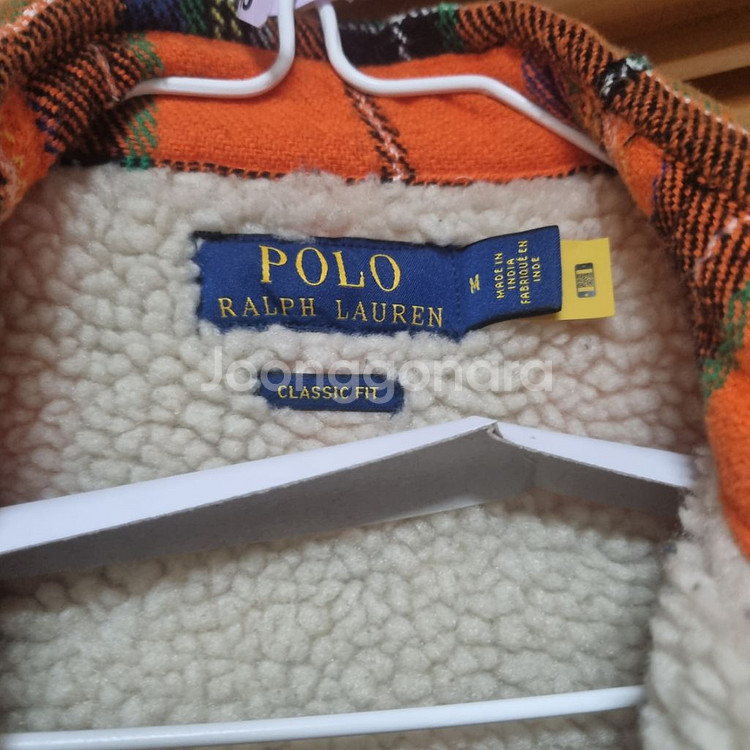 POLO
RALPH LAUREN
M
MADE IN
INDIA
FABRIQUÉ EN
INDE
Joonggonara
CLASSIC FIT